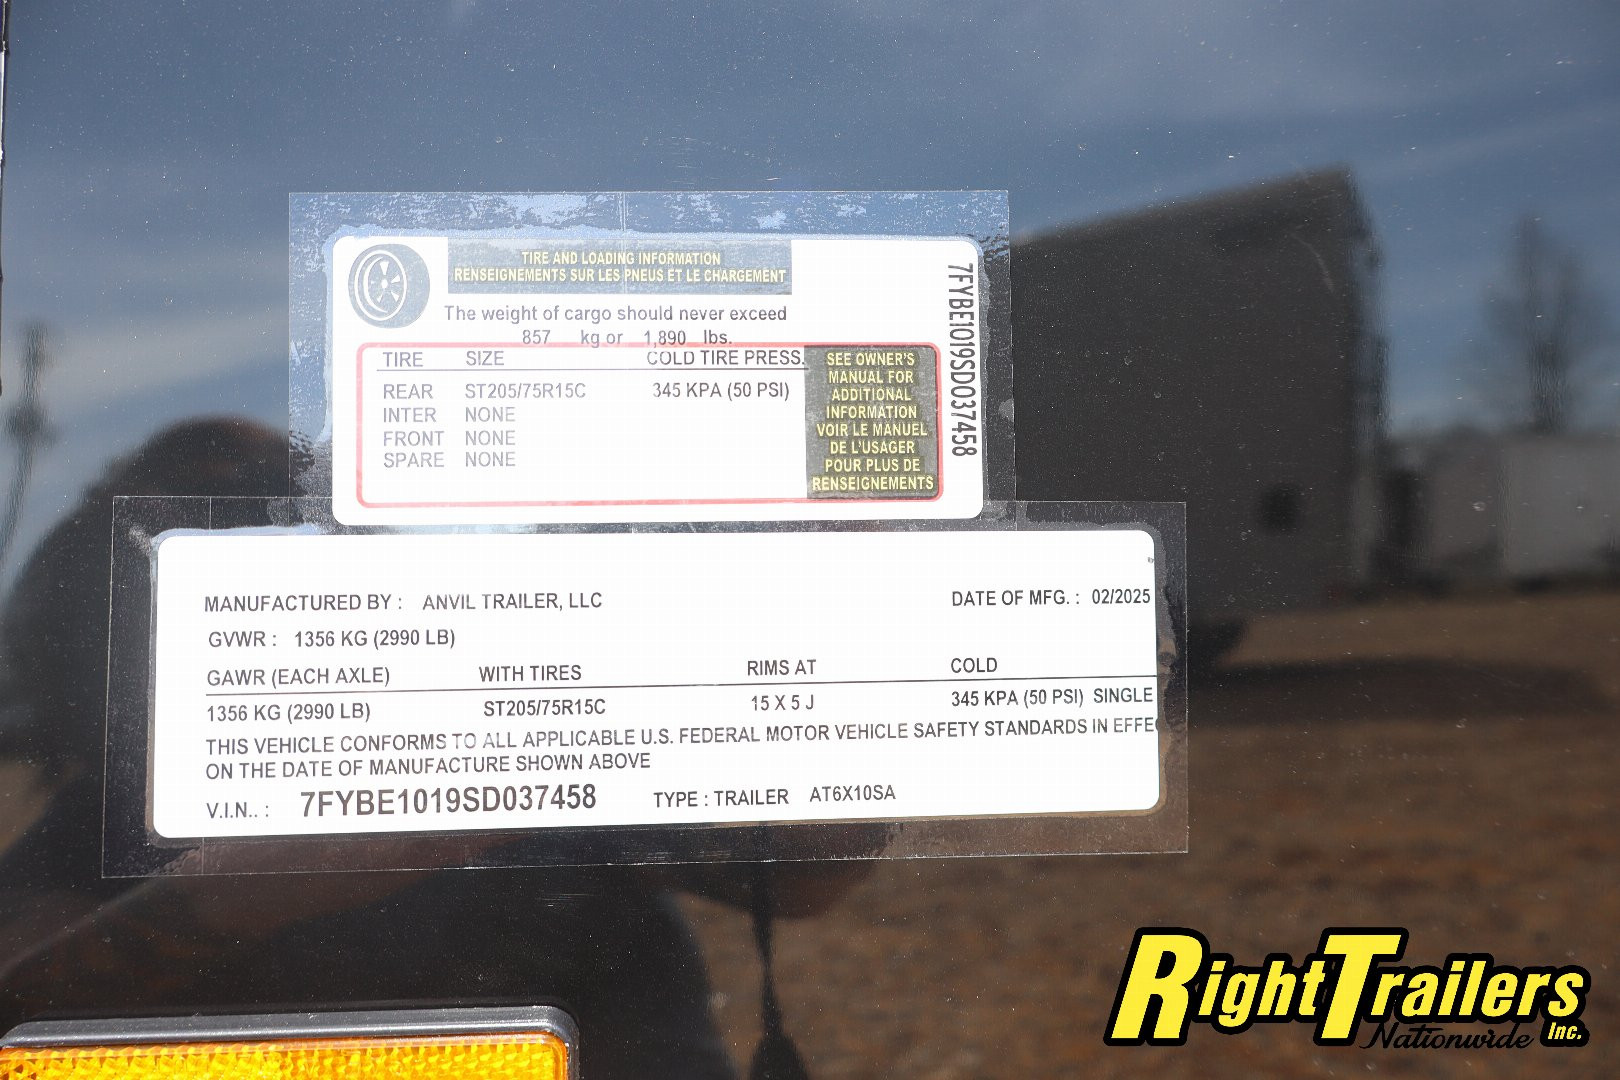 TIRE AND LOADING INFORMATION
RENSEIGNEMENTS SUR LES PNEUS ET LE CHARGEMENT
The weight of cargo should never exceed
857 kg or 1,890 lbs.
TIRE SIZE COLD TIRE PRESS.
REAR ST205/75R15C 345 KPA (50 PSI)
INTER NONE
FRONT NONE
SPARE NONE
SEE OWNER'S
MANUAL FOR
ADDITIONAL
INFORMATION
VOIR LE MANUEL
DE L'USAGER
POUR PLUS DE
RENSEIGNEMENTS
7FYBE1019SD037458
MANUFACTURED BY : ANVIL TRAILER, LLC DATE OF MFG. : 02/2025
GVWR : 1356 KG (2990 LB)
GAWR (EACH AXLE) WITH TIRES RIMS AT COLD
1356 KG (2990 LB) ST205/75R15C 15 X 5 J 345 KPA (50 PSI) SINGLE
THIS VEHICLE CONFORMS TO ALL APPLICABLE U.S. FEDERAL MOTOR VEHICLE SAFETY STANDARDS IN EFFE
ON THE DATE OF MANUFACTURE SHOWN ABOVE
V.I.N.. : 7FYBE1019SD037458 TYPE : TRAILER AT6X10SA
RightTrailers
Nationwide Inc.